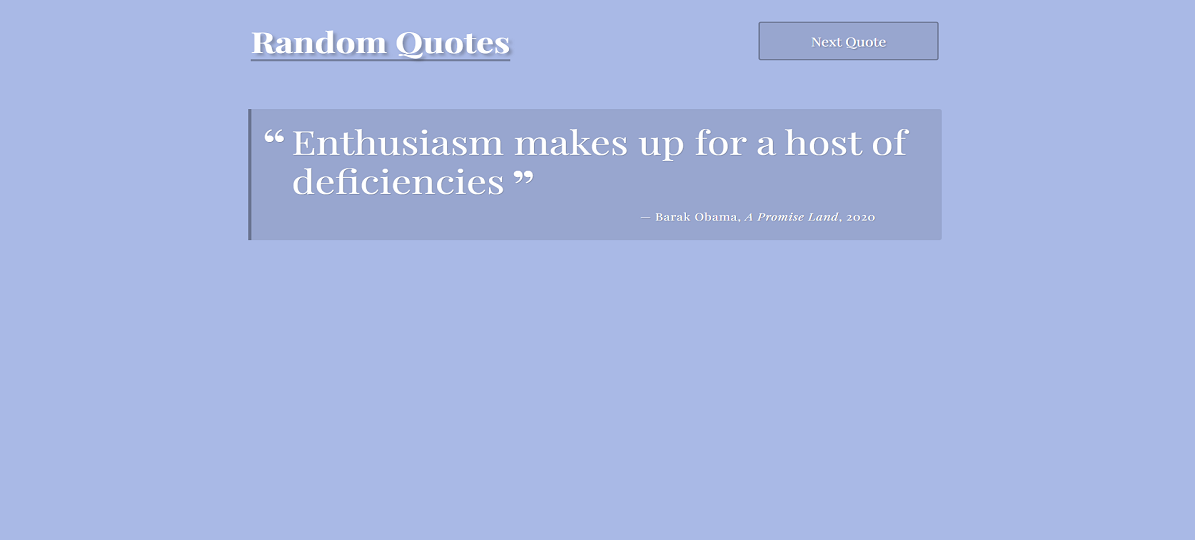 Random Quotes
Next Quote
“ Enthusiasm makes up for a host of
deficiencies ”
— Barak Obama, A Promise Land, 2020